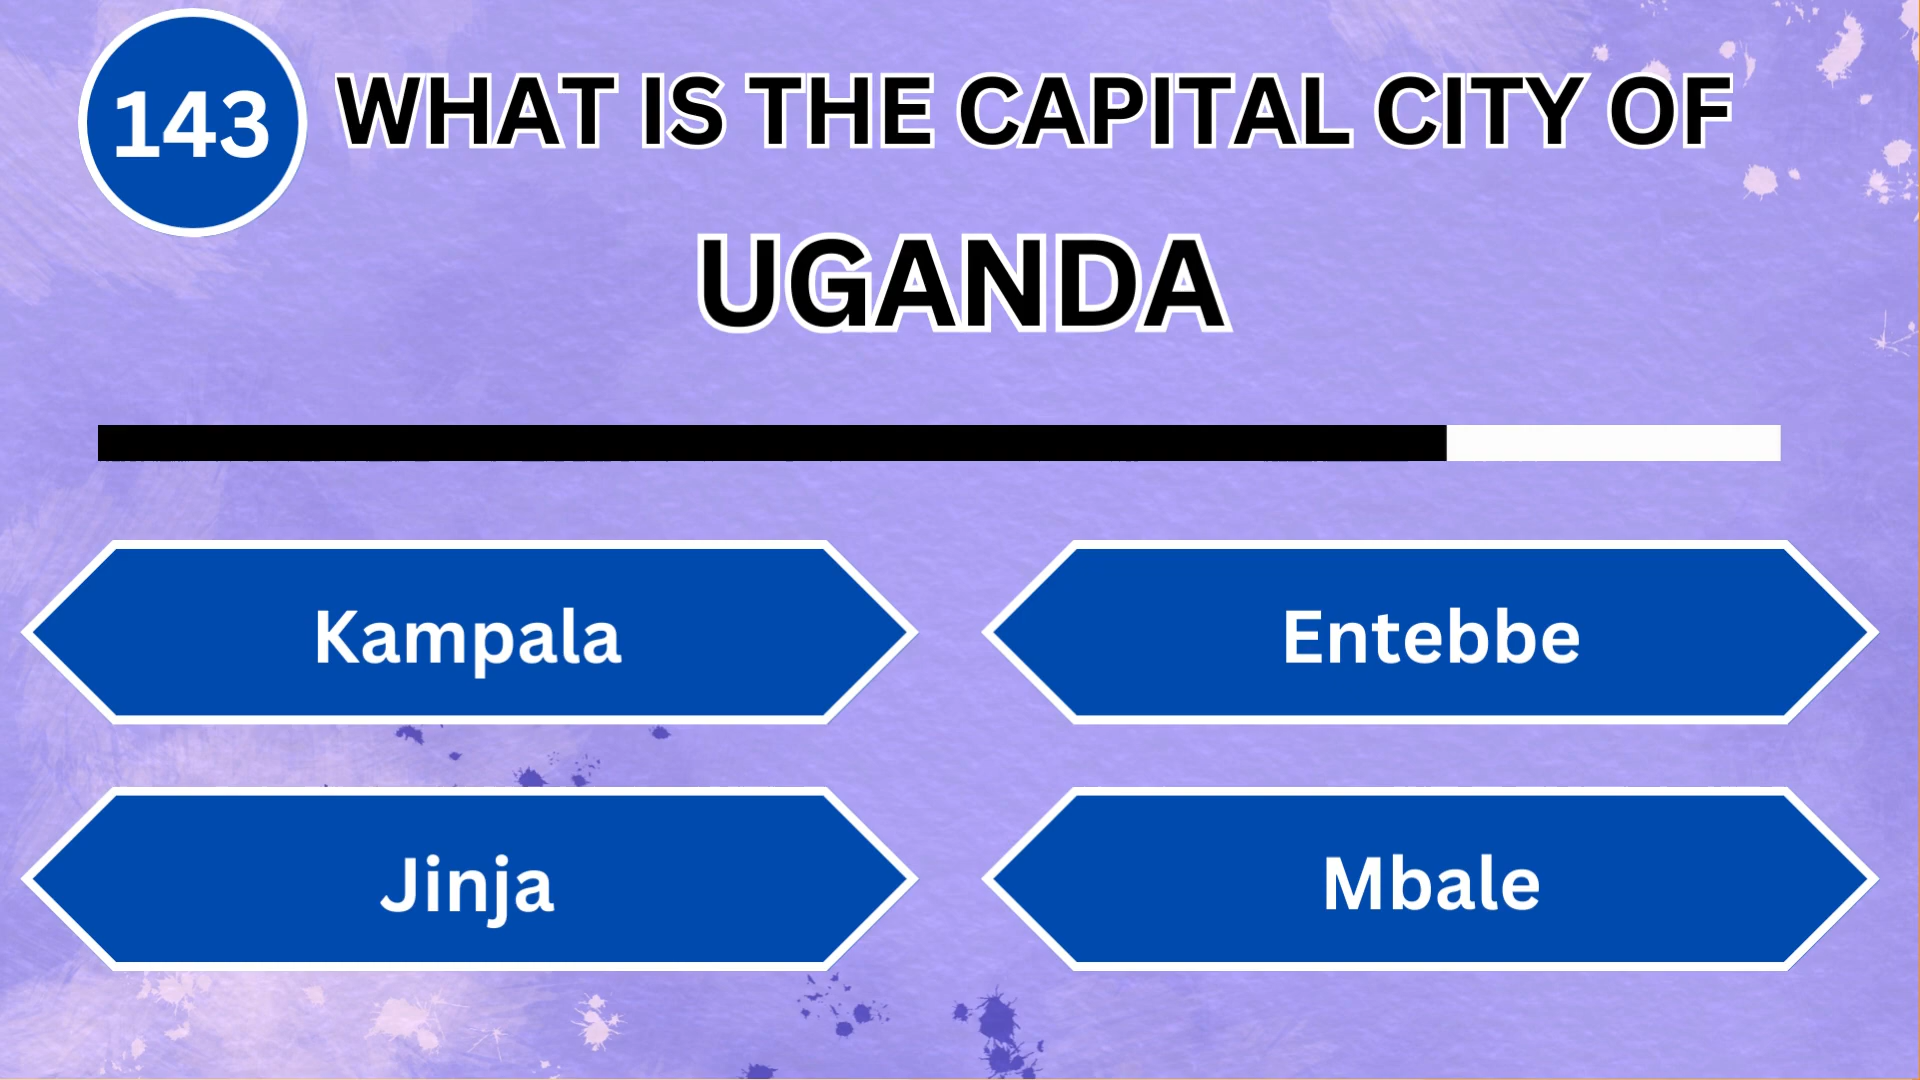 143
WHAT IS THE CAPITAL CITY OF
UGANDA
Kampala
Entebbe
Jinja
Mbale